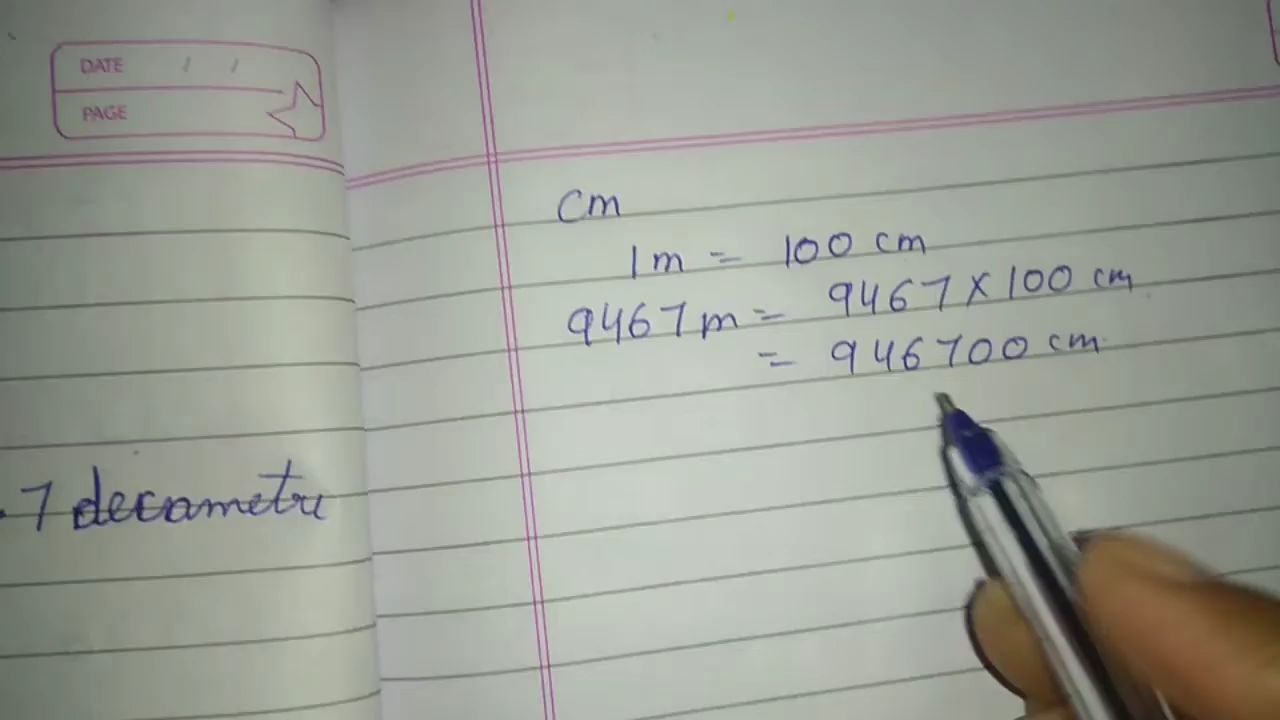 DATE / /
PAGE
.7 decametre
cm
1m = 100 cm
9467m = 9467 × 100 cm
= 946700 cm